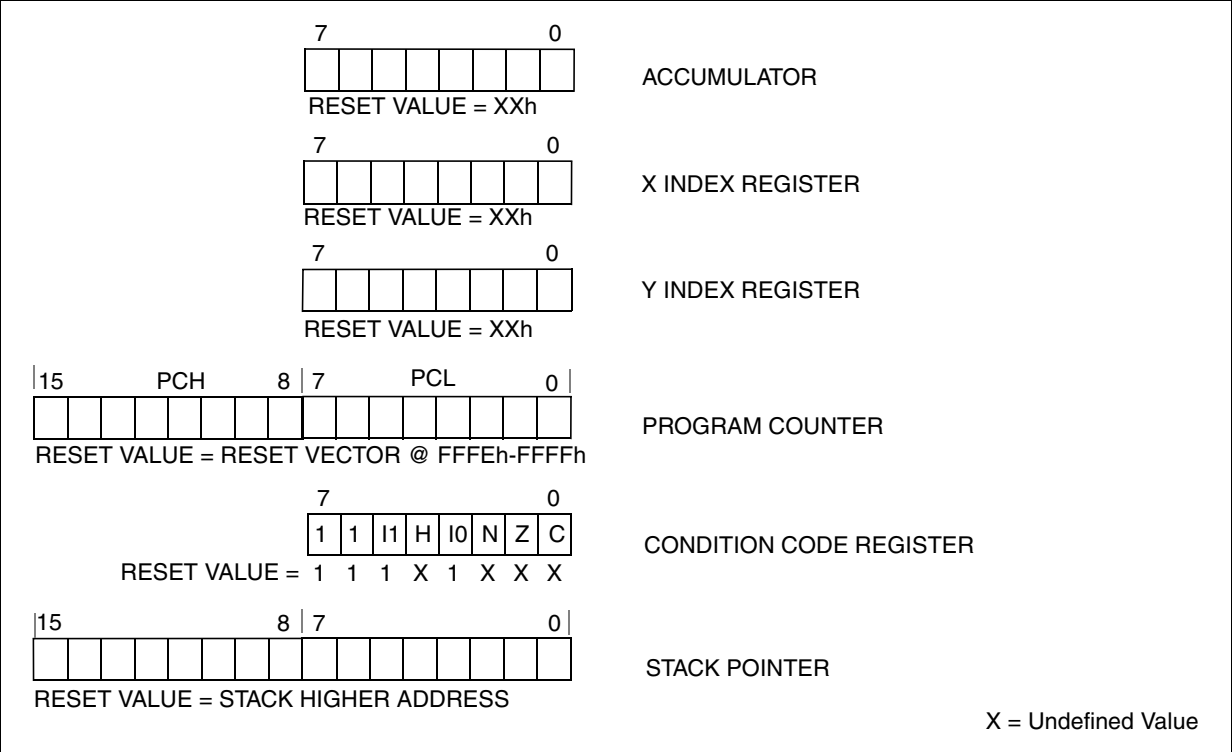 7 0
ACCUMULATOR
RESET VALUE = XXh
7 0
X INDEX REGISTER
RESET VALUE = XXh
7 0
Y INDEX REGISTER
RESET VALUE = XXh
15 PCH 8 7 PCL 0
PROGRAM COUNTER
RESET VALUE = RESET VECTOR @ FFFEh-FFFFh
7 0
1 1 I1 H I0 N Z C
CONDITION CODE REGISTER
RESET VALUE = 1 1 1 X 1 X X X
15 8 7 0
STACK POINTER
RESET VALUE = STACK HIGHER ADDRESS
X = Undefined Value